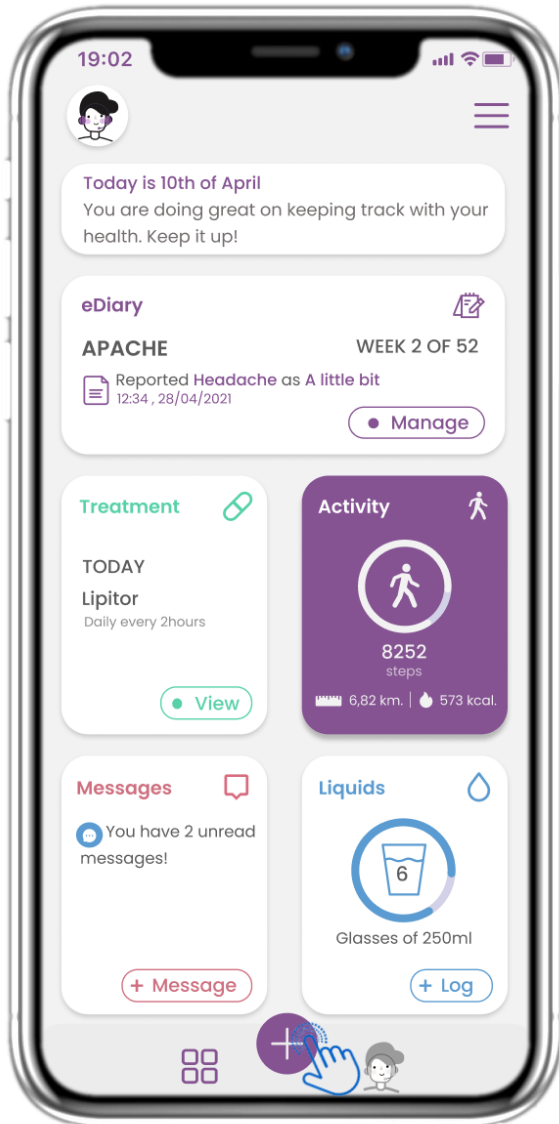 19:02
Today is 10th of April
You are doing great on keeping track with your
health. Keep it up!
eDiary
APACHE
WEEK 2 OF 52
Reported Headache as A little bit
12:34 , 28/04/2021
Manage
Treatment
TODAY
Lipitor
Daily every 2hours
View
Activity
8252
steps
6,82 km.
573 kcal.
Messages
You have 2 unread
messages!
+ Message
Liquids
6
Glasses of 250ml
+ Log